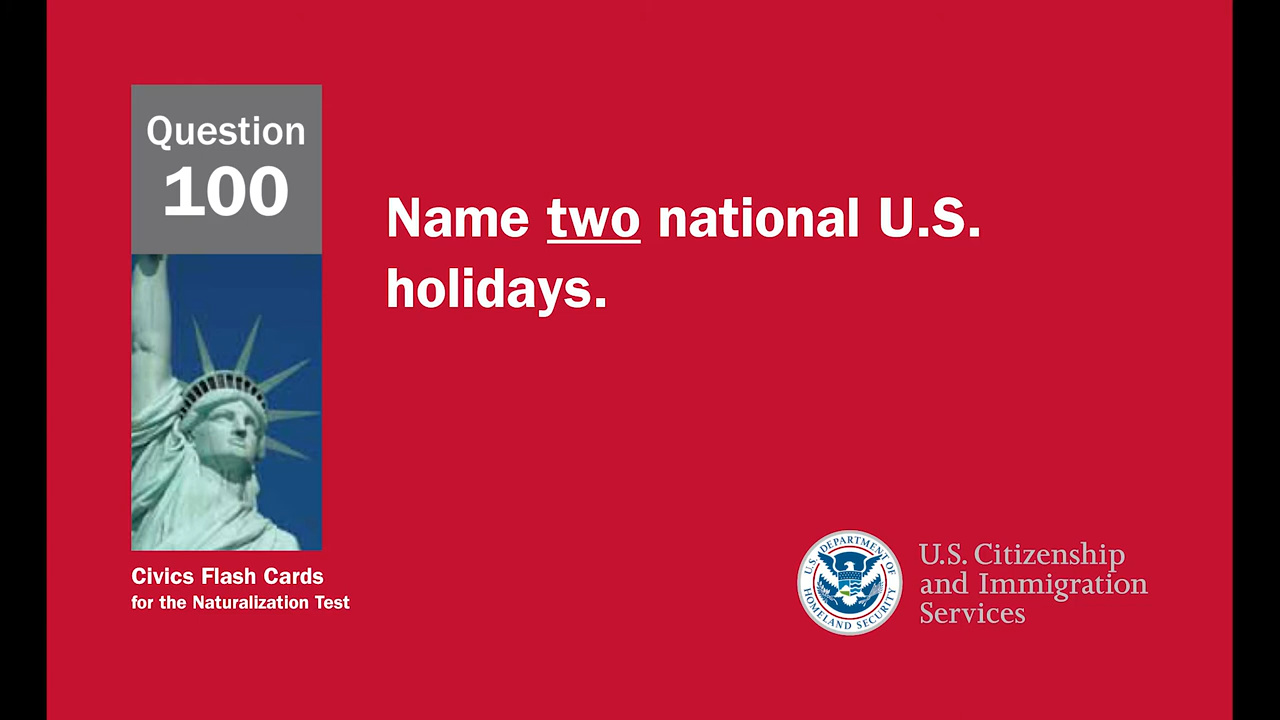 Question
100
Name two national U.S.
holidays.
Civics Flash Cards
for the Naturalization Test
U.S. DEPARTMENT OF
HOMELAND SECURITY
U.S. Citizenship
and Immigration
Services